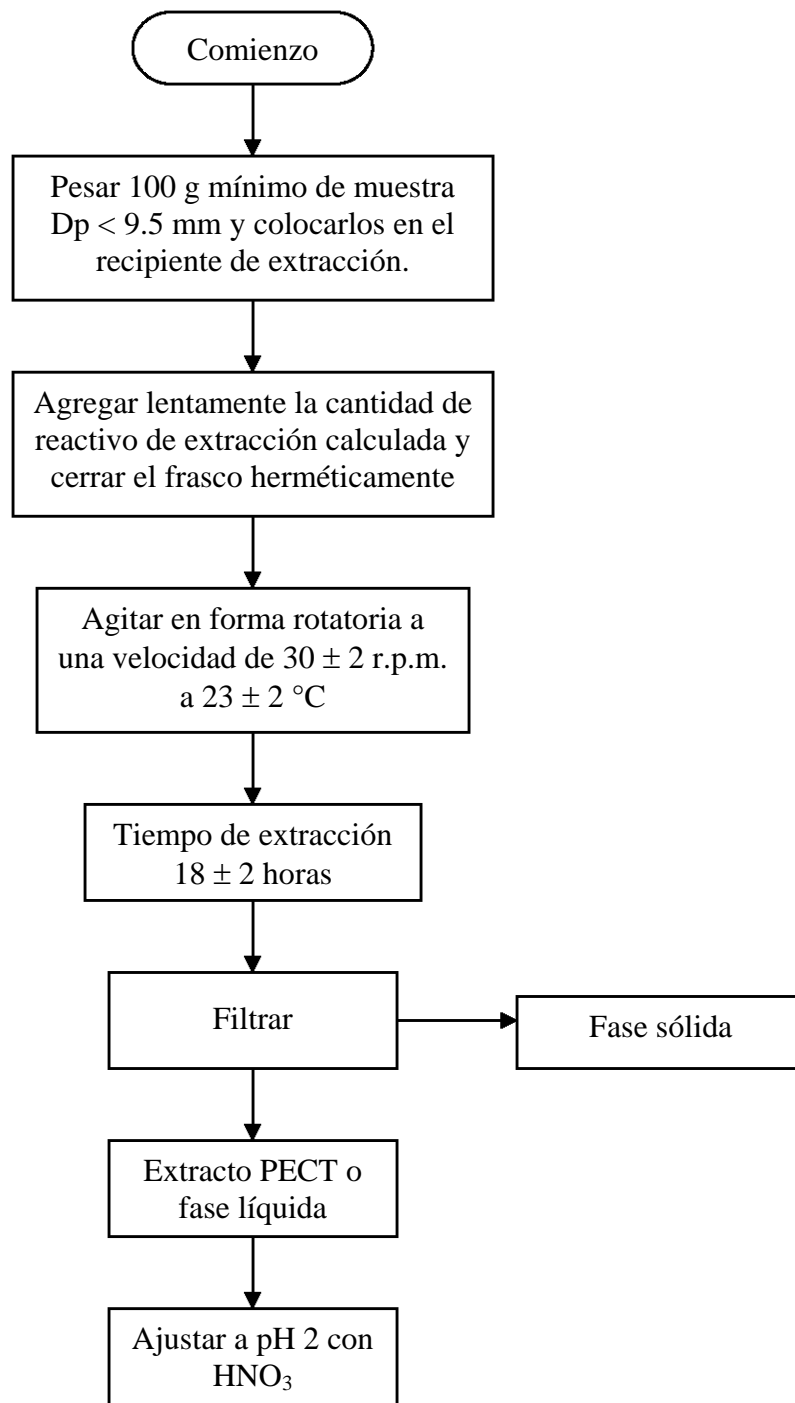 Comienzo
Pesar 100 g mínimo de muestra
Dp < 9.5 mm y colocarlos en el
recipiente de extracción.
Agregar lentamente la cantidad de
reactivo de extracción calculada y
cerrar el frasco herméticamente
Agitar en forma rotatoria a
una velocidad de 30 ± 2 r.p.m.
a 23 ± 2 °C
Tiempo de extracción
18 ± 2 horas
Filtrar
Fase sólida
Extracto PECT o
fase líquida
Ajustar a pH 2 con
HNO₃